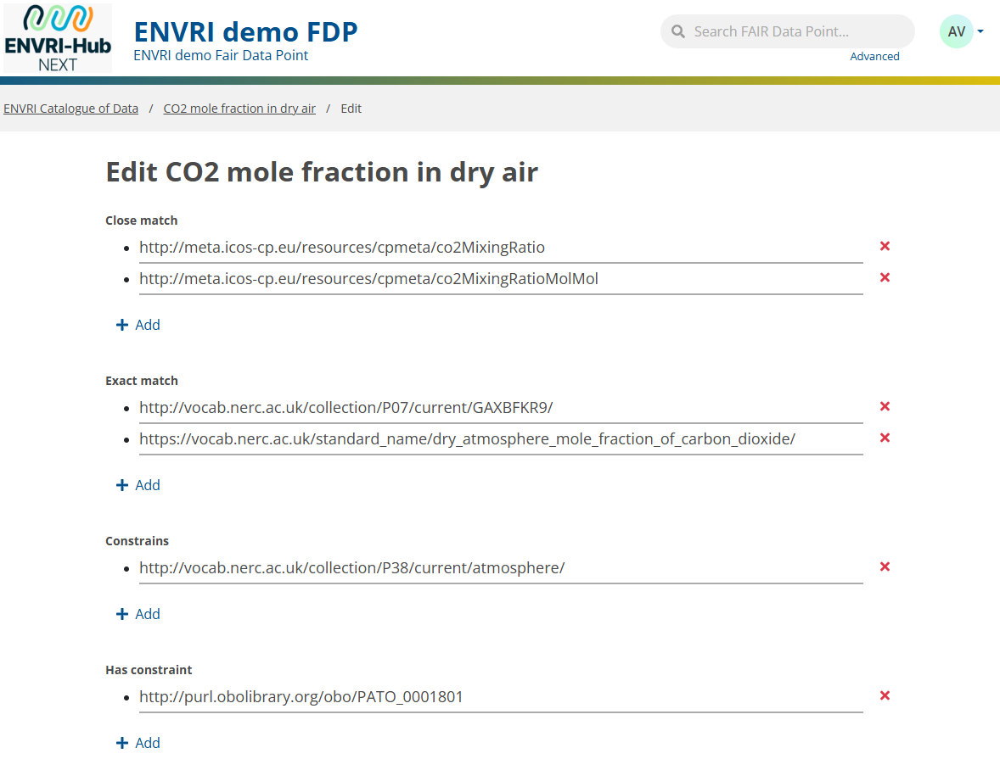 ENVRI-Hub
NEXT
ENVRI demo FDP
ENVRI demo Fair Data Point
Search FAIR Data Point...
Advanced
AV
ENVRI Catalogue of Data / CO2 mole fraction in dry air / Edit
Edit CO2 mole fraction in dry air
Close match
http://meta.icos-cp.eu/resources/cpmeta/co2MixingRatio
http://meta.icos-cp.eu/resources/cpmeta/co2MixingRatioMolMol
Add
Exact match
http://vocab.nerc.ac.uk/collection/P07/current/GAXBFKR9/
https://vocab.nerc.ac.uk/standard_name/dry_atmosphere_mole_fraction_of_carbon_dioxide/
Add
Constrains
http://vocab.nerc.ac.uk/collection/P38/current/atmosphere/
Add
Has constraint
http://purl.obolibrary.org/obo/PATO_0001801
Add